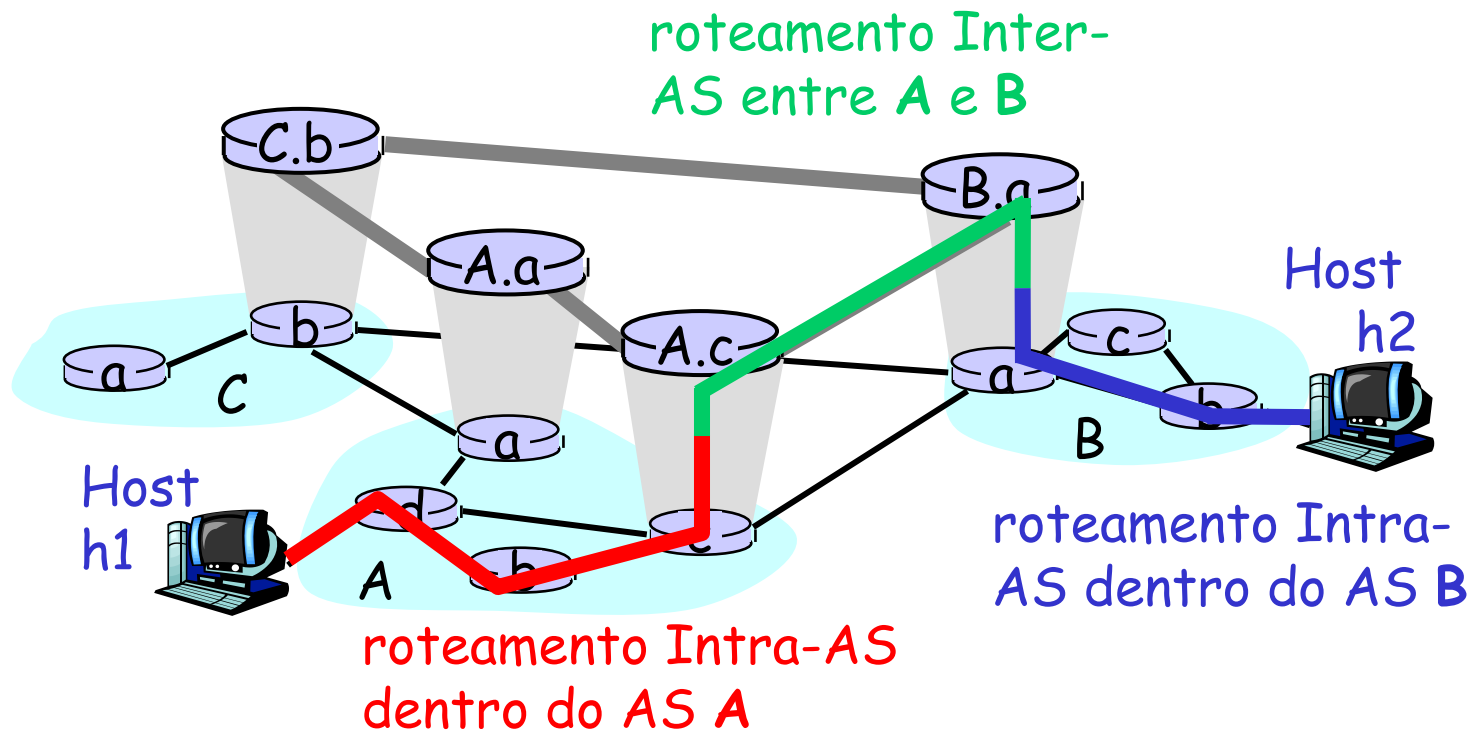 roteamento Inter-
AS entre A e B
C.b
B.a
A.a
Host
h2
A.c
b
c
a
a
C
b
a
B
Host
h1
d
c
b
A
roteamento Intra-
AS dentro do AS B
roteamento Intra-AS
dentro do AS A